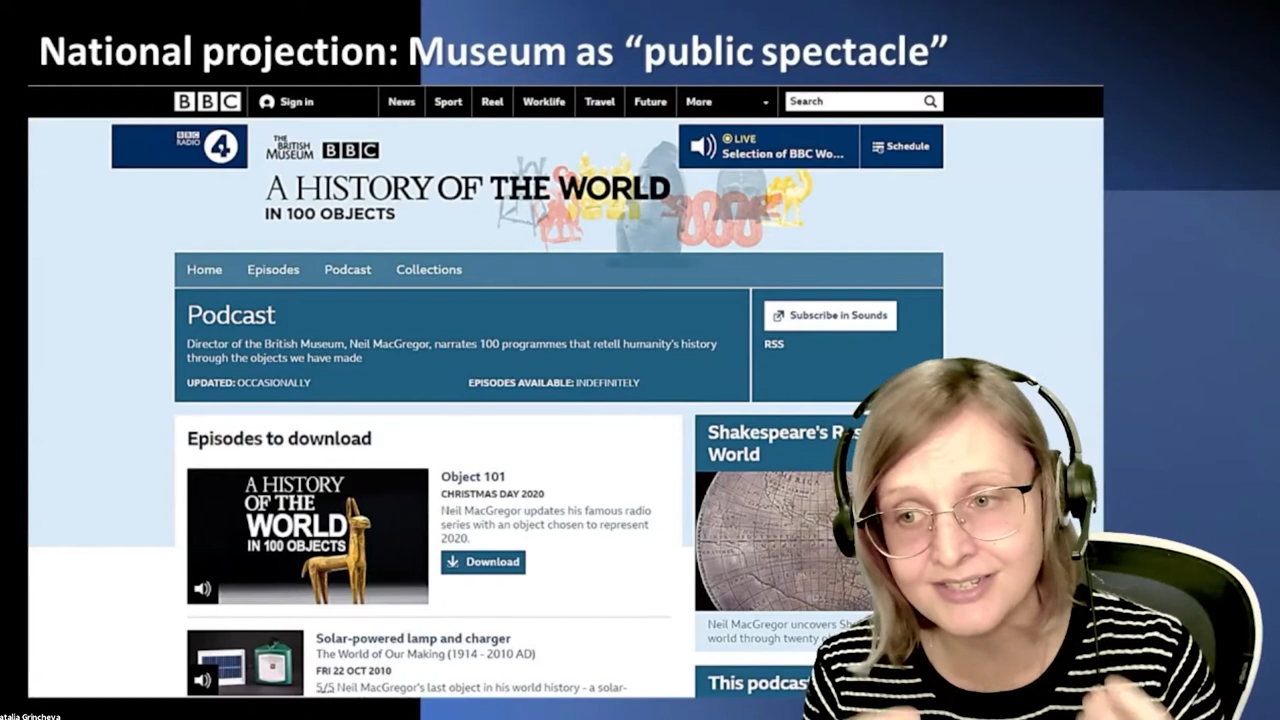 National projection: Museum as “public spectacle”
BBC Sign in News Sport Reel Worklife Travel Future More Search
BBC RADIO 4
THE BRITISH MUSEUM BBC
LIVE
Selection of BBC Wo...
Schedule
A HISTORY OF THE WORLD
IN 100 OBJECTS
Home Episodes Podcast Collections
Podcast
Director of the British Museum, Neil MacGregor, narrates 100 programmes that retell humanity's history
through the objects we have made
UPDATED: OCCASIONALLY EPISODES AVAILABLE: INDEFINITELY
Subscribe in Sounds
RSS
Episodes to download
A HISTORY
OF THE
WORLD
IN 100 OBJECTS
Object 101
CHRISTMAS DAY 2020
Neil MacGregor updates his famous radio
series with an object chosen to represent
2020.
Download
Solar-powered lamp and charger
The World of Our Making (1914 - 2010 AD)
FRI 22 OCT 2010
5/5 Neil MacGregor's last object in his world history - a solar-
Shakespeare's
World
Neil MacGregor uncovers
world through twenty
This
atalia Grincheva